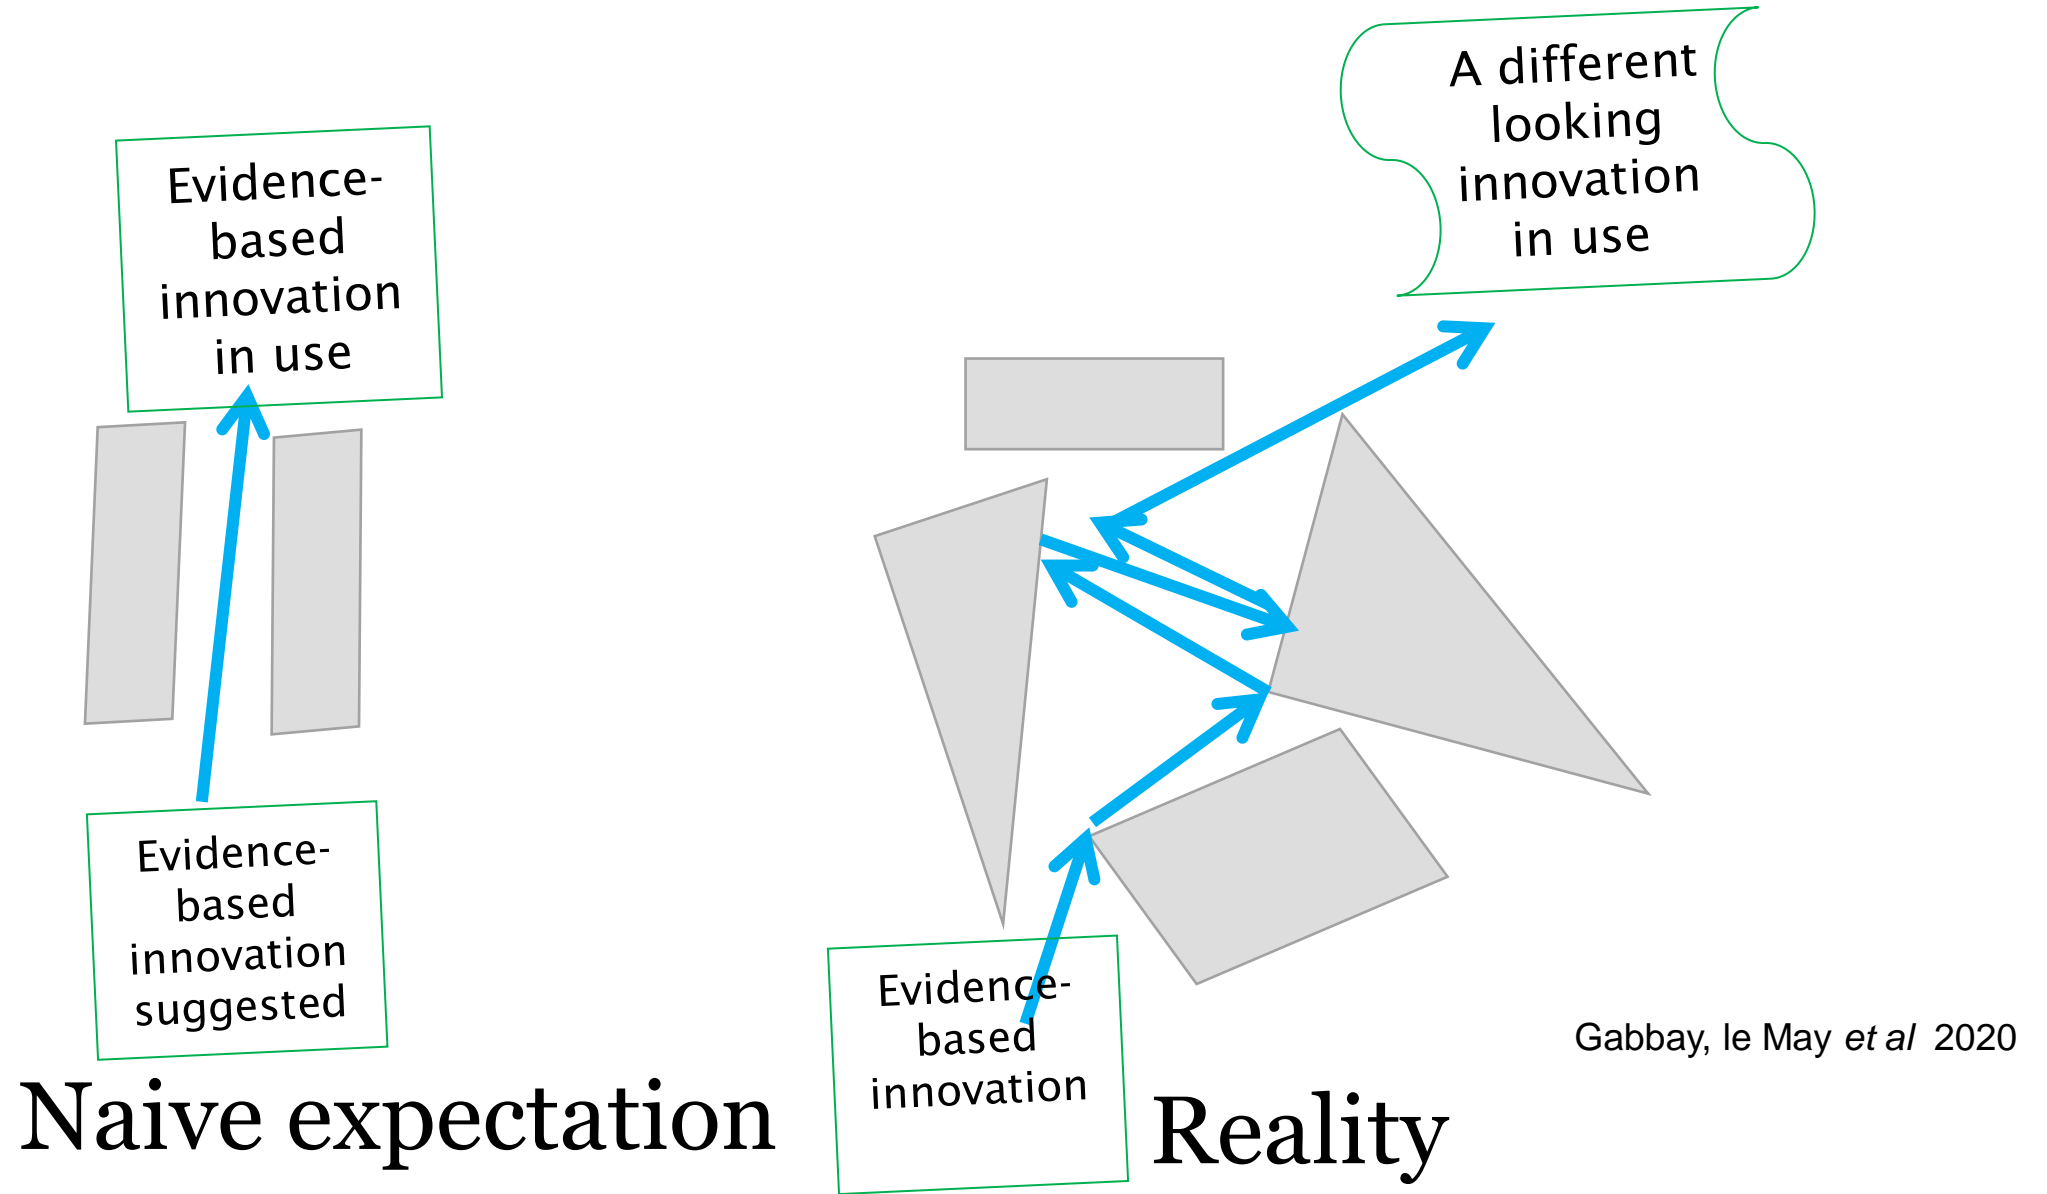 Evidence-
based
innovation
in use
Evidence-
based
innovation
suggested
Naive expectation
A different
looking
innovation
in use
Evidence-
based
innovation
Reality
Gabbay, le May et al 2020